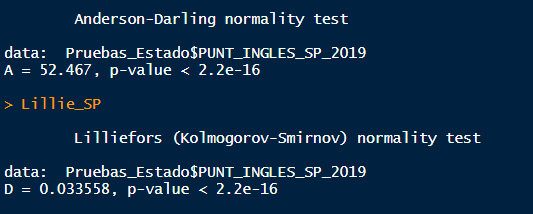 Anderson-Darling normality test
data:  Pruebas_Estado$PUNT_INGLES_SP_2019
A = 52.467, p-value < 2.2e-16
> Lillie_SP
Lilliefors (Kolmogorov-Smirnov) normality test
data:  Pruebas_Estado$PUNT_INGLES_SP_2019
D = 0.033558, p-value < 2.2e-16